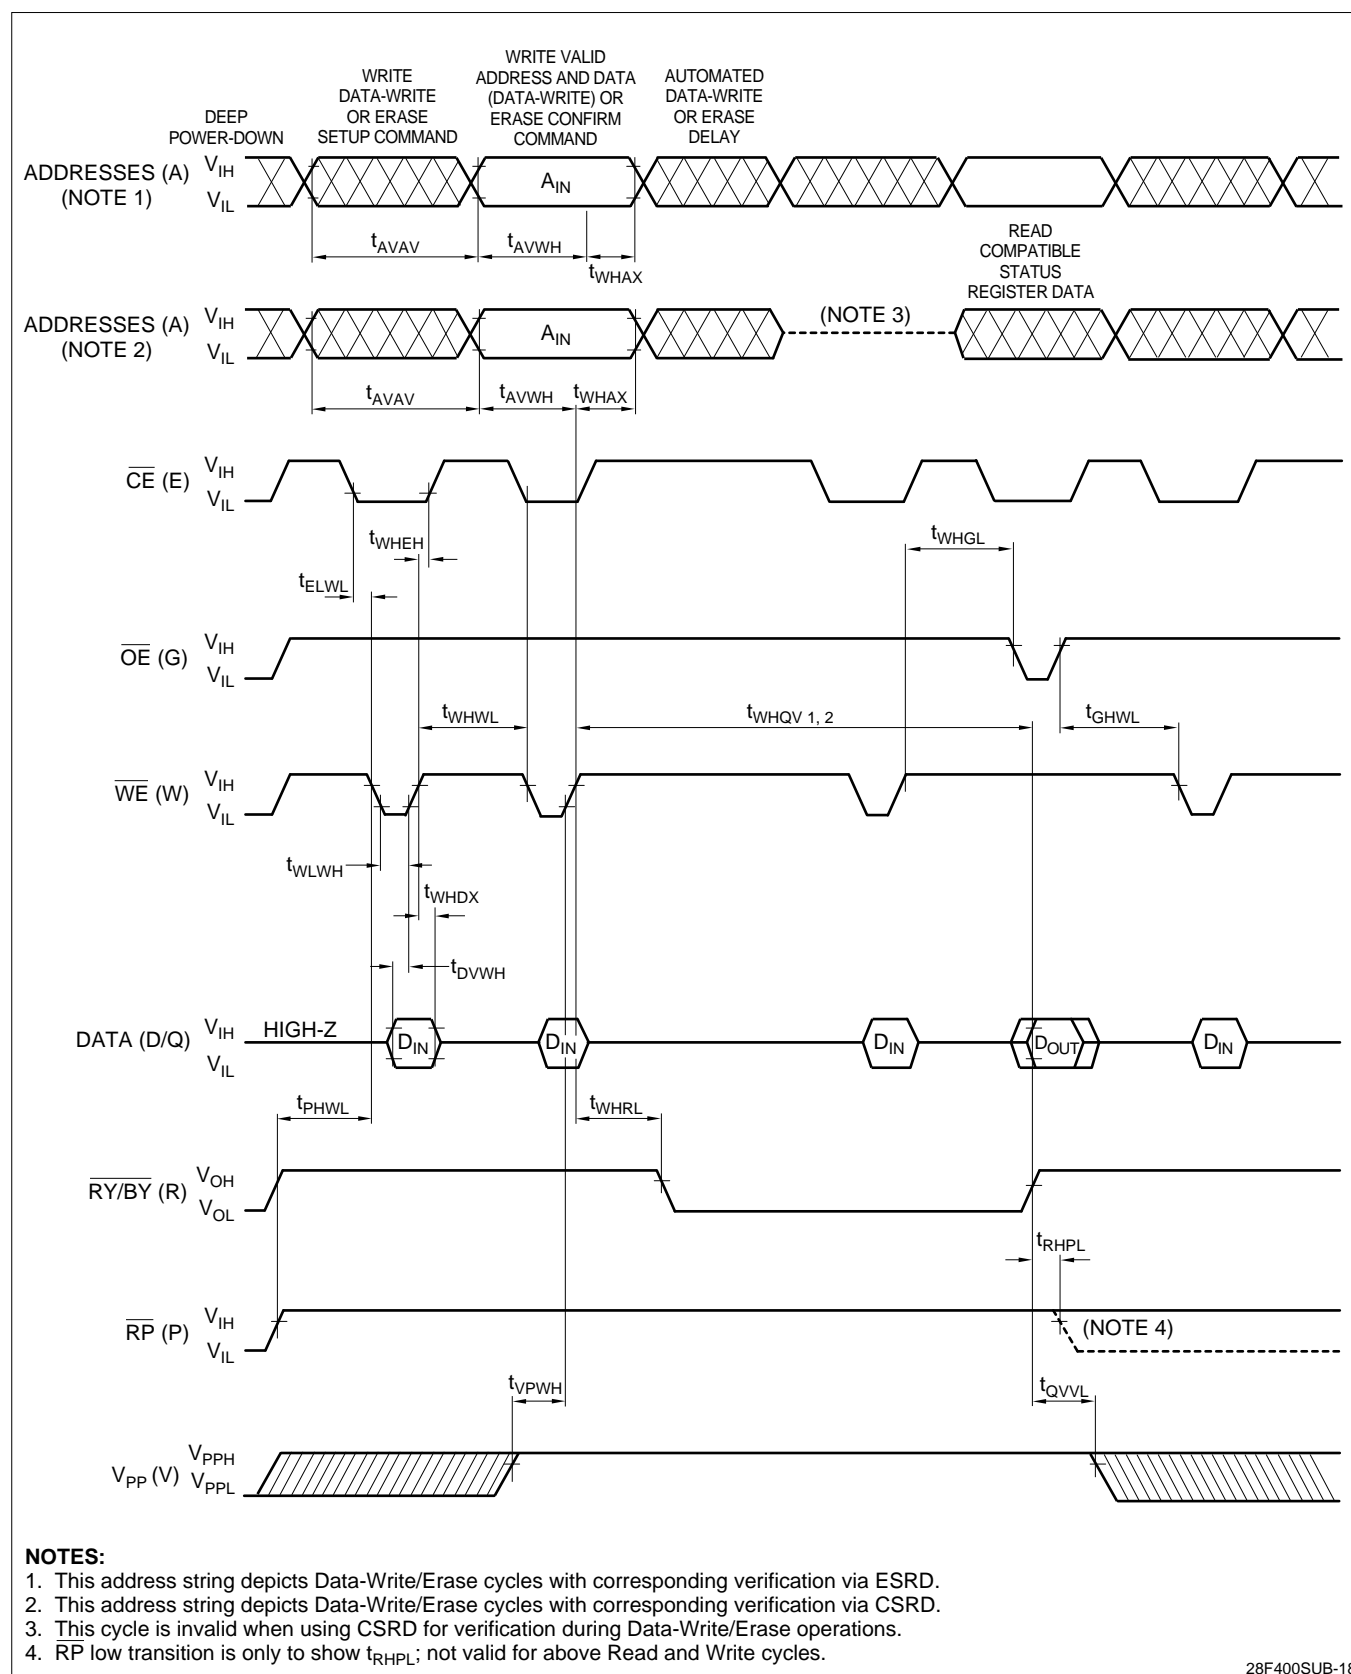 DEEP
POWER-DOWN
WRITE
DATA-WRITE
OR ERASE
SETUP COMMAND
WRITE VALID
ADDRESS AND DATA
(DATA-WRITE) OR
ERASE CONFIRM
COMMAND
AUTOMATED
DATA-WRITE
OR ERASE
DELAY
ADDRESSES (A)
(NOTE 1)
VIH
VIL
AIN
tAVAV
tAVWH
tWHAX
READ
COMPATIBLE
STATUS
REGISTER DATA
ADDRESSES (A)
(NOTE 2)
VIH
VIL
AIN
(NOTE 3)
tAVAV
tAVWH
tWHAX
CE (E)
VIH
VIL
tWHEH
tELWL
tWHGL
OE (G)
VIH
VIL
tWHWL
tWHQV 1, 2
tGHWL
WE (W)
VIH
VIL
tWLWH
tWHDX
tDVWH
DATA (D/Q)
VIH
VIL
HIGH-Z
DIN
DIN
DIN
DOUT
DIN
tPHWL
tWHRL
RY/BY (R)
VOH
VOL
tRHPL
RP (P)
VIH
VIL
(NOTE 4)
tVPWH
tQVVL
VPP (V)
VPPH
VPPL
NOTES:
1. This address string depicts Data-Write/Erase cycles with corresponding verification via ESRD.
2. This address string depicts Data-Write/Erase cycles with corresponding verification via CSRD.
3. This cycle is invalid when using CSRD for verification during Data-Write/Erase operations.
4. RP low transition is only to show tRHPL; not valid for above Read and Write cycles.
28F400SUB-18